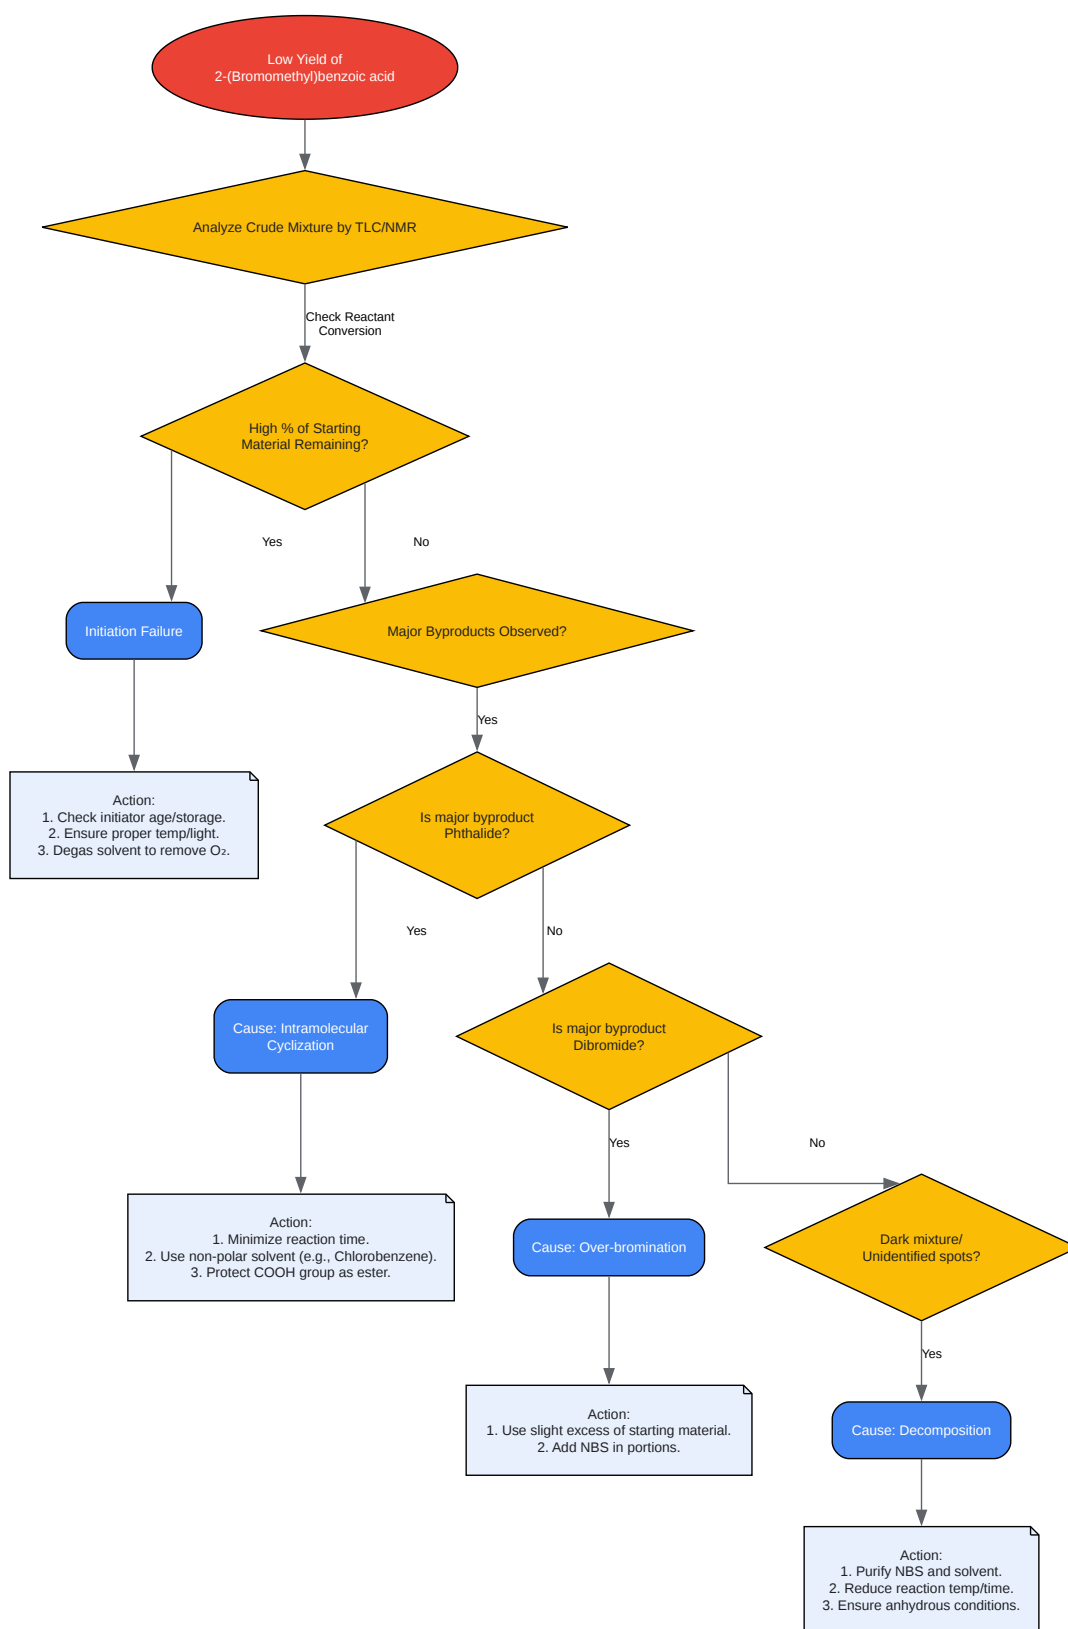 Low Yield of
2-(Bromomethyl)benzoic acid
Analyze Crude Mixture by TLC/NMR
Check Reactant
Conversion
High % of Starting
Material Remaining?
Yes
No
Initiation Failure
Major Byproducts Observed?
Yes
Action:
1. Check initiator age/storage.
2. Ensure proper temp/light.
3. Degas solvent to remove O₂.
Is major byproduct
Phthalide?
Yes
No
Cause: Intramolecular
Cyclization
Is major byproduct
Dibromide?
Yes
No
Action:
1. Minimize reaction time.
2. Use non-polar solvent (e.g., Chlorobenzene).
3. Protect COOH group as ester.
Cause: Over-bromination
Dark mixture/
Unidentified spots?
Yes
Action:
1. Use slight excess of starting material.
2. Add NBS in portions.
Cause: Decomposition
Action:
1. Purify NBS and solvent.
2. Reduce reaction temp/time.
3. Ensure anhydrous conditions.